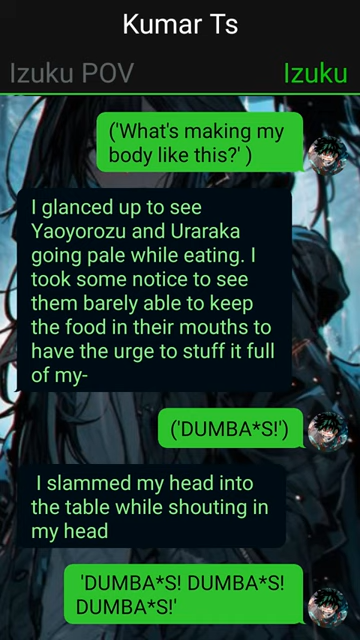 Kumar Ts
Izuku POV
Izuku
('What's making my
body like this?' )
I glanced up to see
Yaoyorozu and Uraraka
going pale while eating. I
took some notice to see
them barely able to keep
the food in their mouths to
have the urge to stuff it full
of my-
('DUMBA*S!')
I slammed my head into
the table while shouting in
my head
'DUMBA*S! DUMBA*S!
DUMBA*S!'